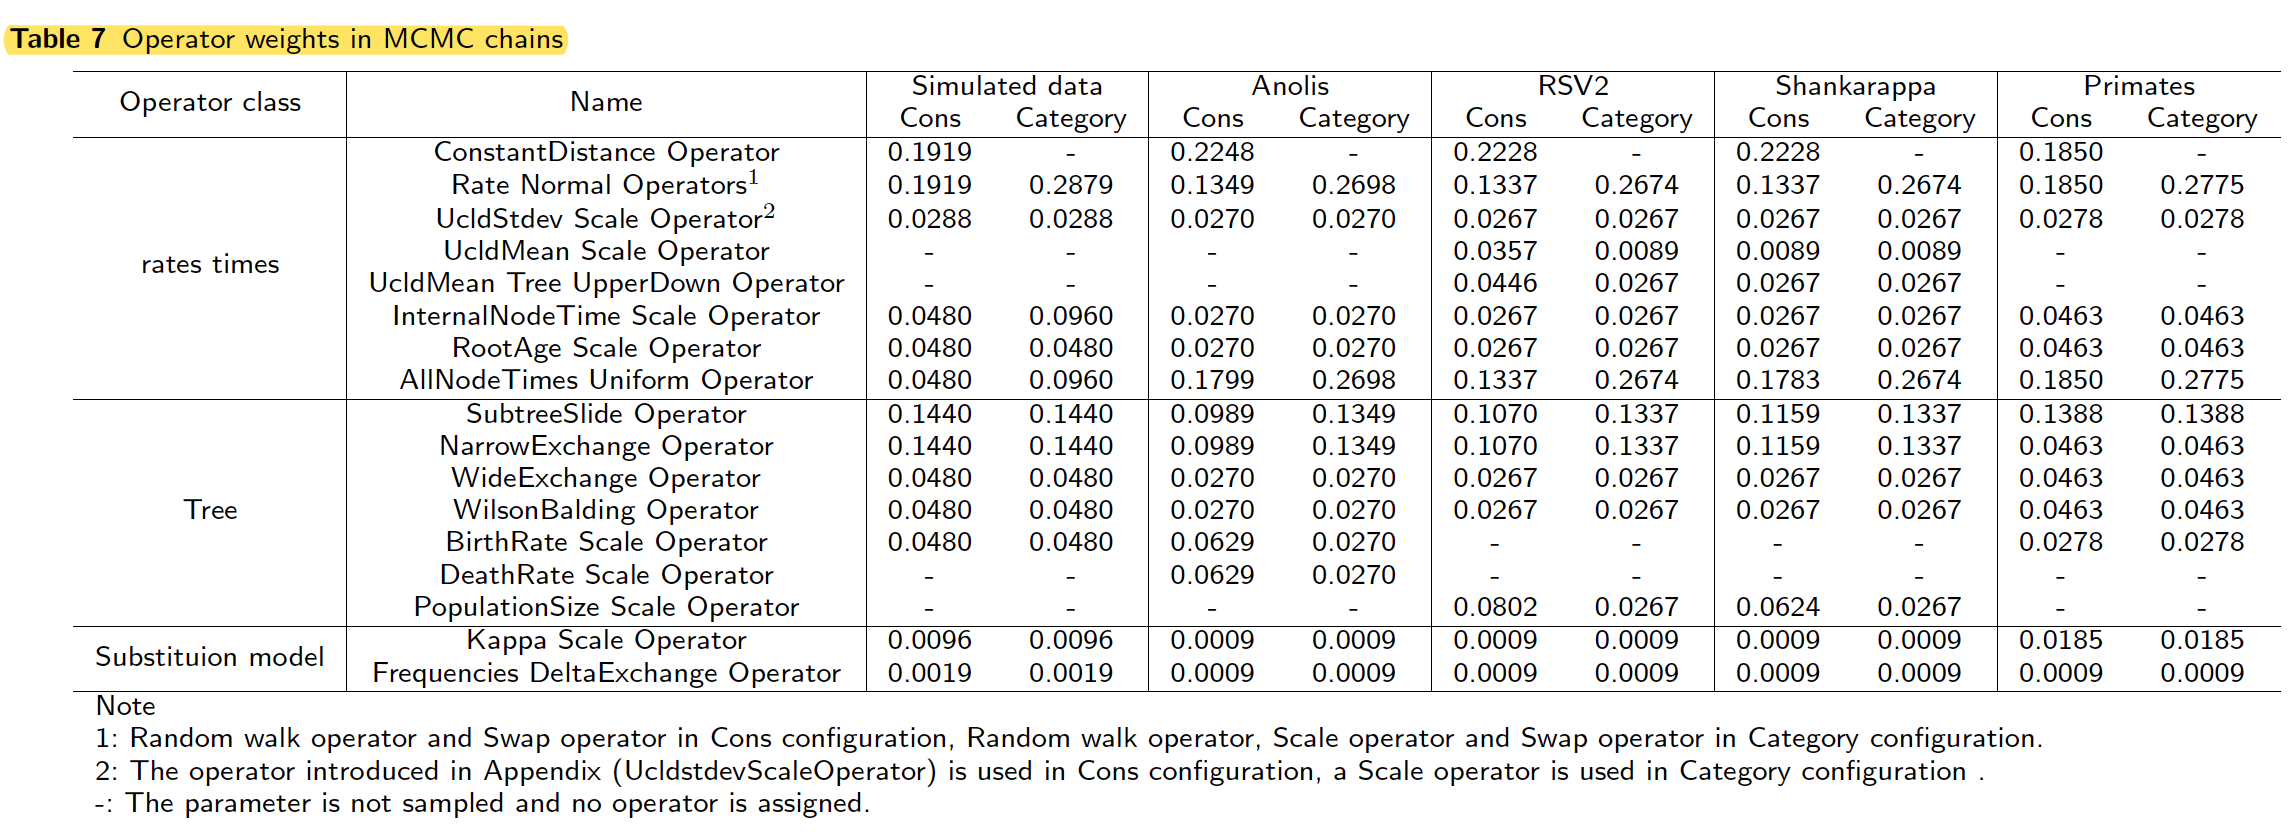 Table 7 Operator weights in MCMC chains
Operator class Name Simulated data Anolis RSV2 Shankarappa Primates
Cons Category Cons Category Cons Category Cons Category Cons Category
rates times
ConstantDistance Operator 0.1919 - 0.2248 - 0.2228 - 0.2228 - 0.1850 -
Rate Normal Operators1 0.1919 0.2879 0.1349 0.2698 0.1337 0.2674 0.1337 0.2674 0.1850 0.2775
UcldStdev Scale Operator2 0.0288 0.0288 0.0270 0.0270 0.0267 0.0267 0.0267 0.0267 0.0278 0.0278
UcldMean Scale Operator - - - - 0.0357 0.0089 0.0089 0.0089 - -
UcldMean Tree UpperDown Operator - - - - 0.0446 0.0267 0.0267 0.0267 - -
InternalNodeTime Scale Operator 0.0480 0.0960 0.0270 0.0270 0.0267 0.0267 0.0267 0.0267 0.0463 0.0463
RootAge Scale Operator 0.0480 0.0480 0.0270 0.0270 0.0267 0.0267 0.0267 0.0267 0.0463 0.0463
AllNodeTimes Uniform Operator 0.0480 0.0960 0.1799 0.2698 0.1337 0.2674 0.1783 0.2674 0.1850 0.2775
Tree
SubtreeSlide Operator 0.1440 0.1440 0.0989 0.1349 0.1070 0.1337 0.1159 0.1337 0.1388 0.1388
NarrowExchange Operator 0.1440 0.1440 0.0989 0.1349 0.1070 0.1337 0.1159 0.1337 0.0463 0.0463
WideExchange Operator 0.0480 0.0480 0.0270 0.0270 0.0267 0.0267 0.0267 0.0267 0.0463 0.0463
WilsonBalding Operator 0.0480 0.0480 0.0270 0.0270 0.0267 0.0267 0.0267 0.0267 0.0463 0.0463
BirthRate Scale Operator 0.0480 0.0480 0.0629 0.0270 - - - - 0.0278 0.0278
DeathRate Scale Operator - - 0.0629 0.0270 - - - - - -
PopulationSize Scale Operator - - - - 0.0802 0.0267 0.0624 0.0267 - -
Substituion model
Kappa Scale Operator 0.0096 0.0096 0.0009 0.0009 0.0009 0.0009 0.0009 0.0009 0.0185 0.0185
Frequencies DeltaExchange Operator 0.0019 0.0019 0.0009 0.0009 0.0009 0.0009 0.0009 0.0009 0.0009 0.0009
Note
1: Random walk operator and Swap operator in Cons configuration, Random walk operator, Scale operator and Swap operator in Category configuration.
2: The operator introduced in Appendix (UcldstdevScaleOperator) is used in Cons configuration, a Scale operator is used in Category configuration .
-: The parameter is not sampled and no operator is assigned.